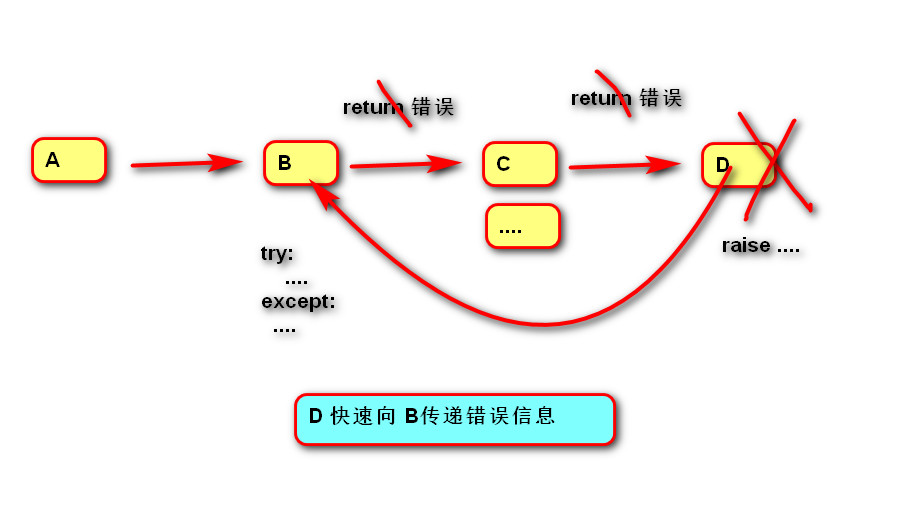 return 错误
return 错误
A
B
C
D
....
raise ....
try:
....
except:
....
D 快速向 B传递错误信息